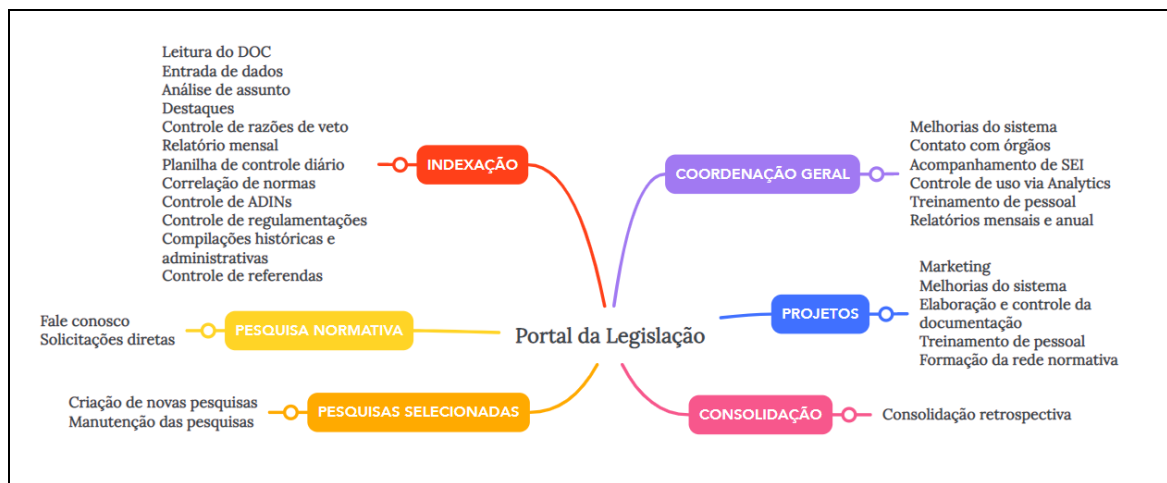 Leitura do DOC
Entrada de dados
Análise de assunto
Destaques
Controle de razões de veto
Relatório mensal
Planilha de controle diário
Correlação de normas
Controle de ADINs
Controle de regulamentações
Compilações históricas e
administrativas
Controle de referendas
INDEXAÇÃO
Fale conosco
Solicitações diretas
PESQUISA NORMATIVA
Criação de novas pesquisas
Manutenção das pesquisas
PESQUISAS SELECIONADAS
Portal da Legislação
COORDENAÇÃO GERAL
Melhorias do sistema
Contato com órgãos
Acompanhamento de SEI
Controle de uso via Analytics
Treinamento de pessoal
Relatórios mensais e anual
PROJETOS
Marketing
Melhorias do sistema
Elaboração e controle da
documentação
Treinamento de pessoal
Formação da rede normativa
CONSOLIDAÇÃO
Consolidação retrospectiva